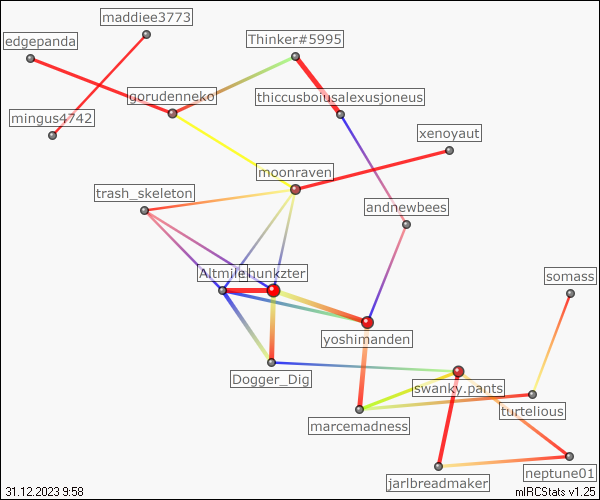 maddiee3773
edgepanda
Thinker#5995
gorudenneko
thiccusboiusalexusjoneus
mingus4742
xenoyaut
moonraven
trash_skeleton
andnewbees
Altmile
chunkzter
somass
yoshimanden
Dogger_Dig
swanky.pants
turtelious
marcemadness
neptune01
jarlbreadmaker
31.12.2023 9:58
mIRCStats v1.25